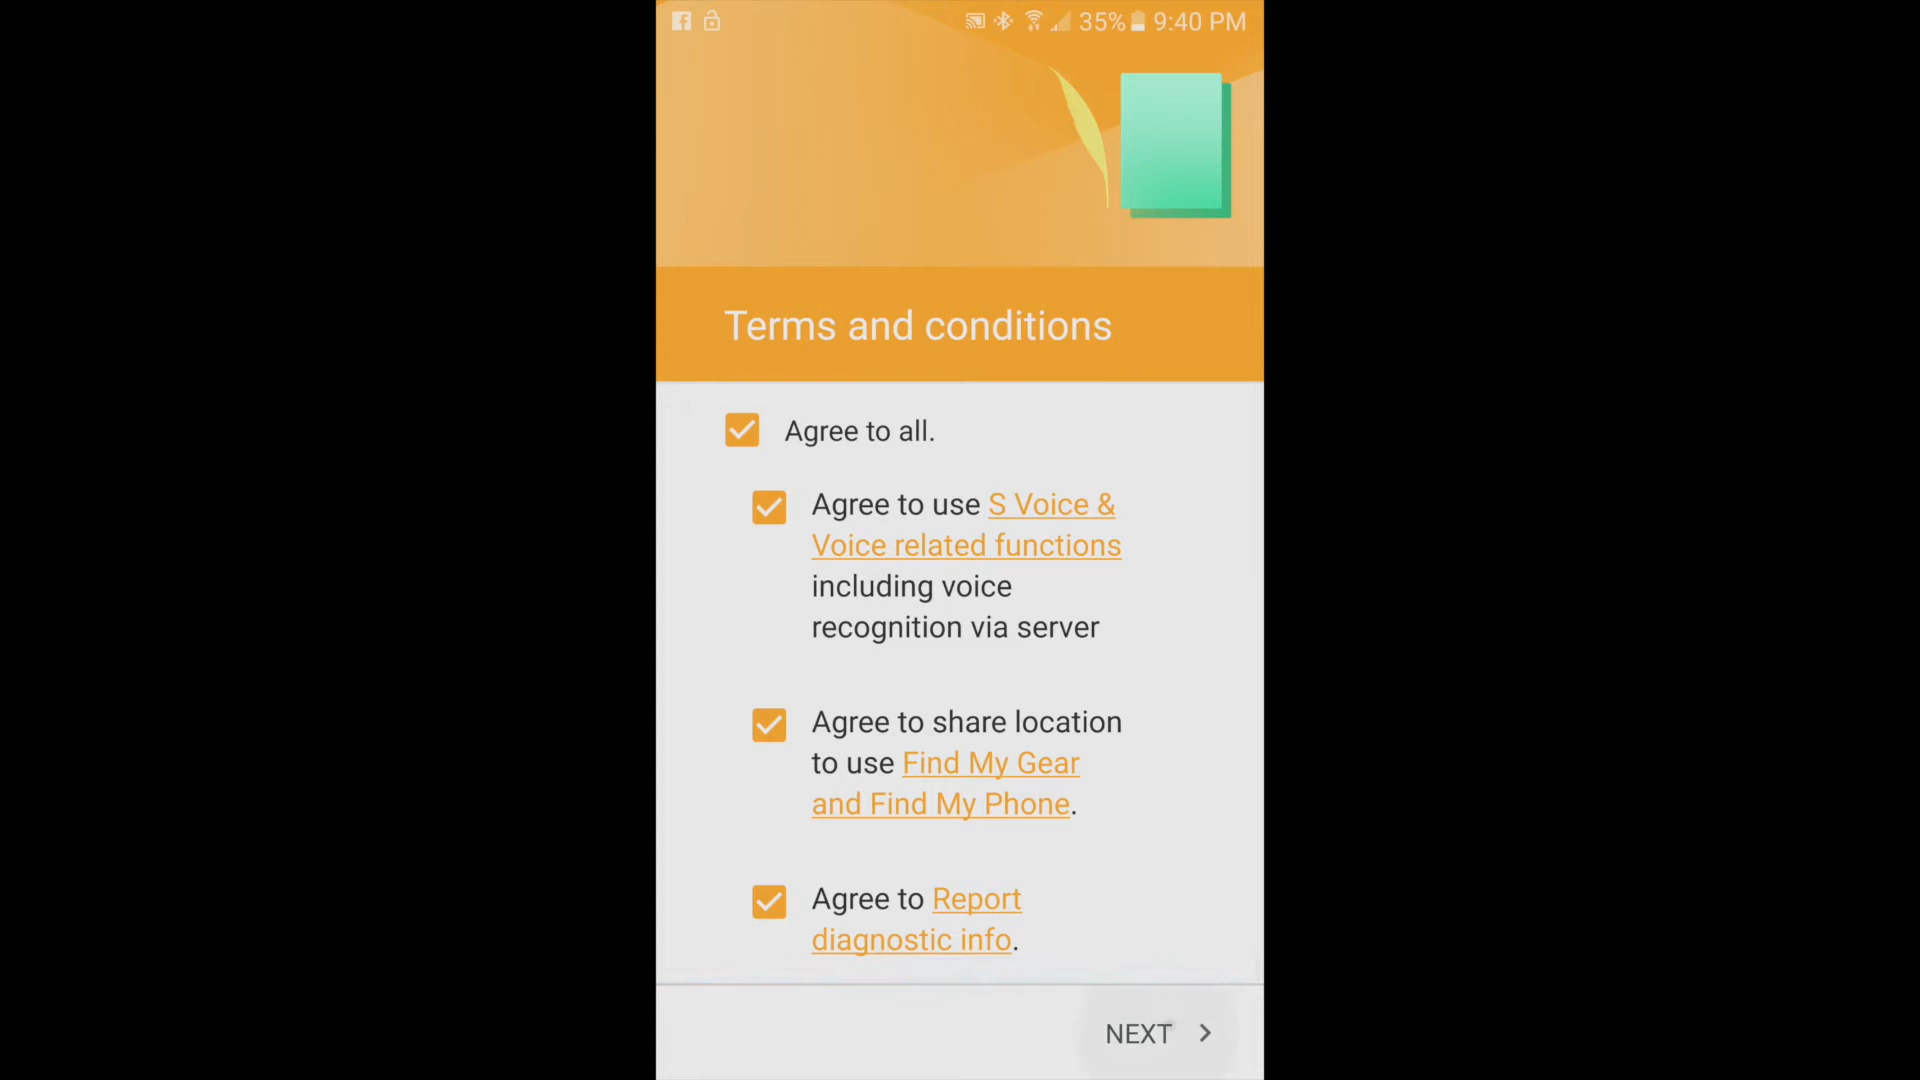 35% 9:40 PM
Terms and conditions
Agree to all.
Agree to use S Voice &
Voice related functions
including voice
recognition via server
Agree to share location
to use Find My Gear
and Find My Phone.
Agree to Report
diagnostic info.
NEXT